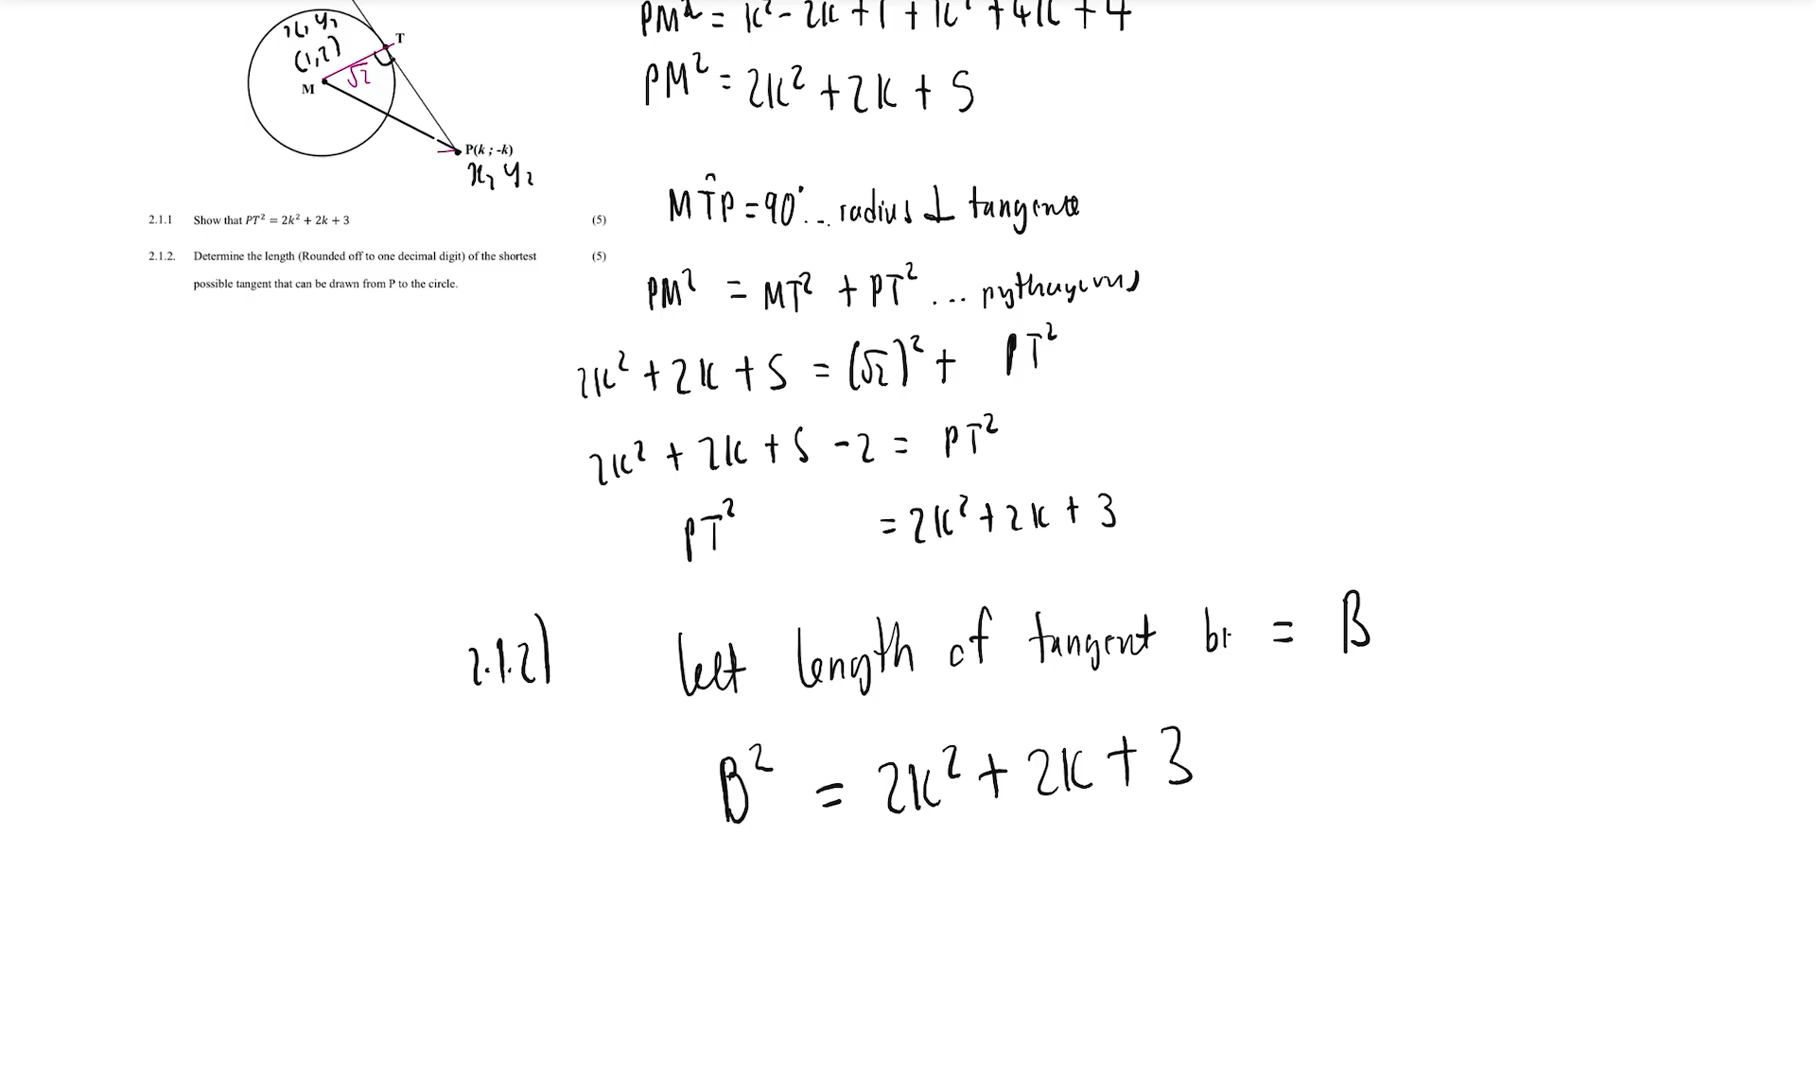 PM² = k² - 2k + 1 + k² + 4k + 4
x₁ y₁
T
(1,2)
√2
M
PM² = 2k² + 2k + 5
P(k ; -k)
x₂ y₂
MT̂P = 90° ... radius ⊥ tangente
2.1.1 Show that PT² = 2k² + 2k + 3 (5)
2.1.2. Determine the length (Rounded off to one decimal digit) of the shortest (5)
possible tangent that can be drawn from P to the circle.
PM² = MT² + PT² ... pythagoras
2k² + 2k + 5 = (√2)² + PT²
2k² + 2k + 5 - 2 = PT²
PT² = 2k² + 2k + 3
2.1.2) let length of tangent be = B
B² = 2k² + 2k + 3